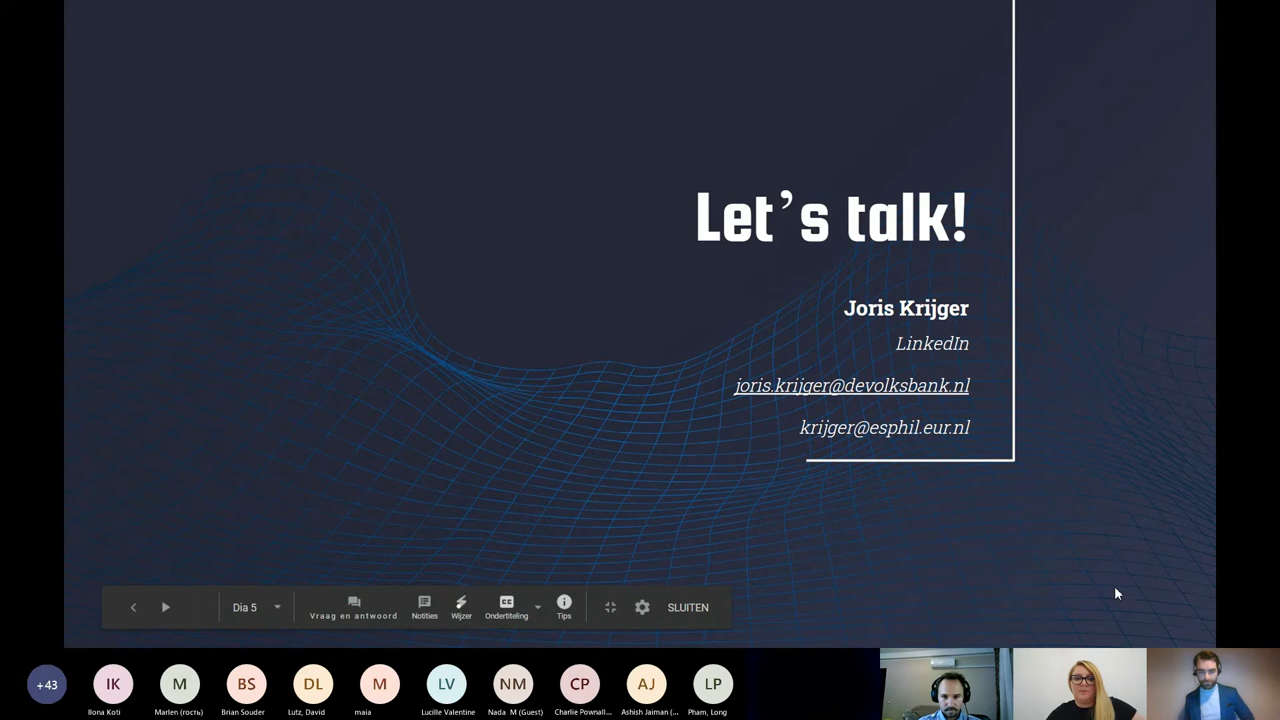 Let's talk!
Joris Krijger
LinkedIn
joris.krijger@devolksbank.nl
krijger@esphil.eur.nl
Dia 5
Vraag en antwoord
Notities
Wijzer
Ondertiteling
Tips
SLUITEN
+43
IK
M
BS
DL
M
LV
NM
CP
AJ
LP
Ilona Koti
Marlen (гость)
Brian Souder
Lutz, David
maia
Lucille Valentine
Nada M (Guest)
Charlie Pownall...
Ashish Jaiman (...
Pham, Long